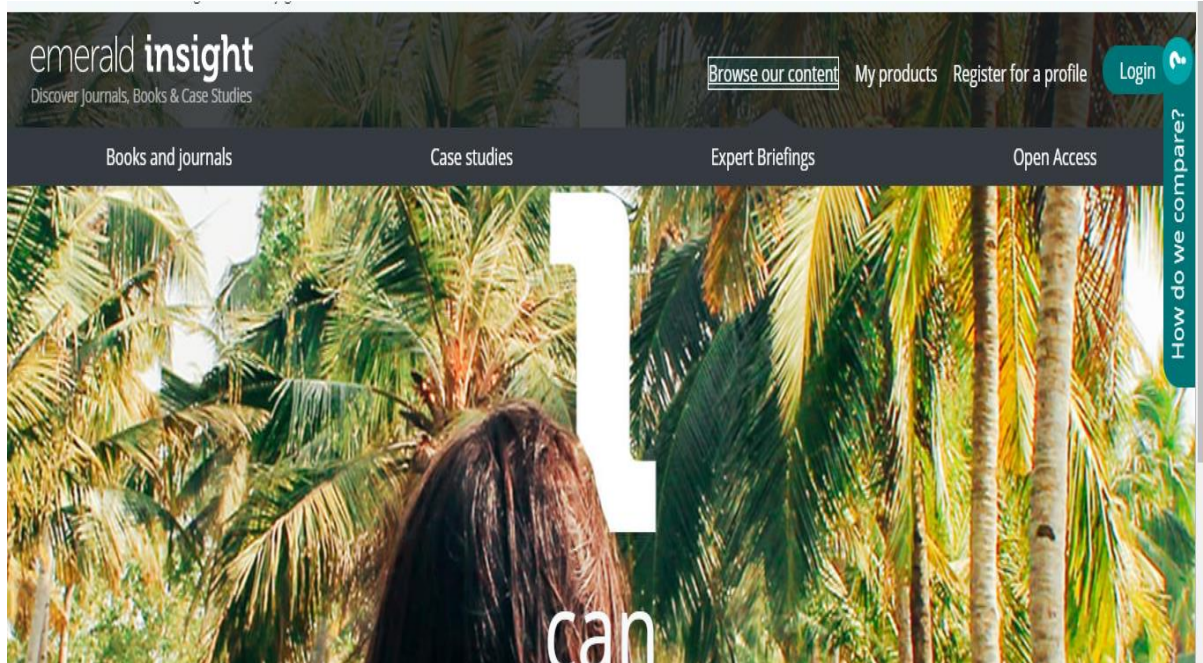 emerald insight
Discover Journals, Books & Case Studies
Browse our content My products Register for a profile Login ?
Books and journals Case studies Expert Briefings Open Access
How do we compare?
can